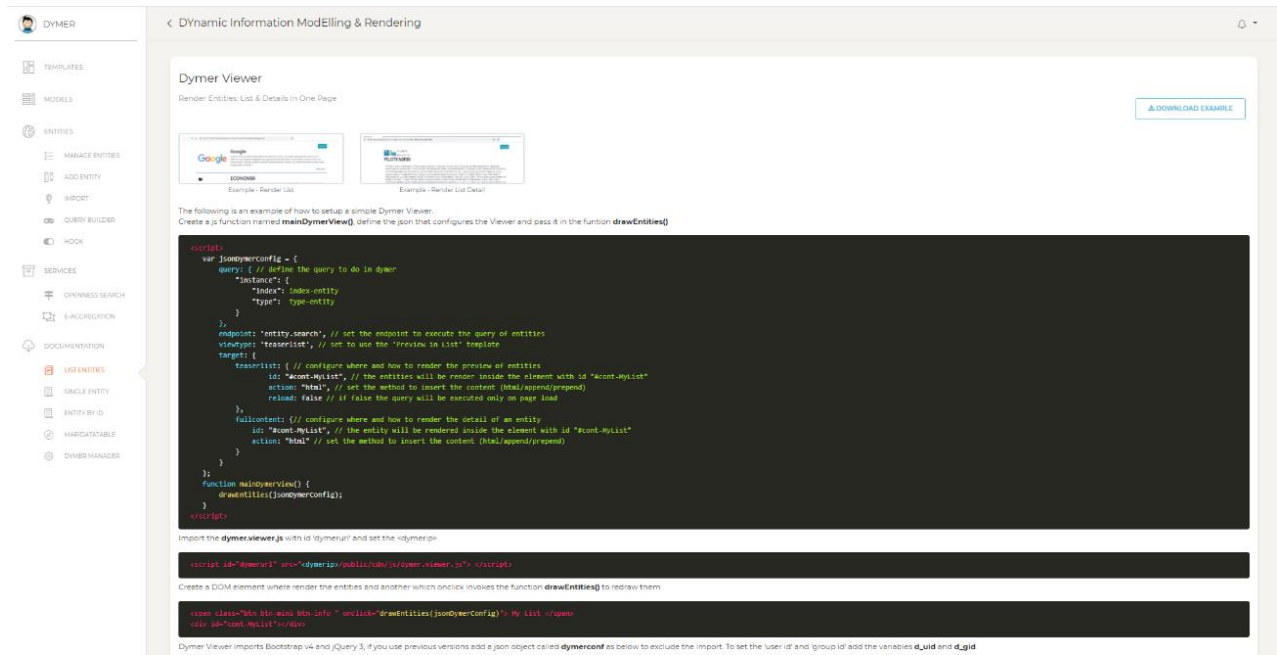 DYMER
DYnamic Information ModElling & Rendering
TEMPLATES
MODELS
ENTITIES
MANAGE ENTITIES
ADD ENTITY
IMPORT
QUERY BUILDER
HOOK
SERVICES
OPENNESS SEARCH
E-AGGREGATION
DOCUMENTATION
LIST ENTITIES
SINGLE ENTITY
ENTITY BY ID
MAP/DATATABLE
DYMER MANAGER
Dymer Viewer
Render Entities: List & Details In One Page
DOWNLOAD EXAMPLE
Google
Google
ECONOMISSI
Example - Render List
Example - Render List Detail
The following is an example of how to setup a simple Dymer Viewer.
Create a js function named mainDymerView(), define the json that configures the Viewer and pass it in the funtion drawEntities()
<script>
var jsonDymerConfig = {
query: { // define the query to do in dymer
"instance": {
"index": index-entity
"type": type-entity
}
},
endpoint: 'entity.search', // set the endpoint to execute the query of entities
viewtype: 'teaserlist', // set to use the 'Preview in List' template
target: {
teaserlist: { // configure where and how to render the preview of entities
id: "#cont-MyList", // the entities will be render inside the element with id "#cont-MyList"
action: "html", // set the method to insert the content (html/append/prepend)
reload: false // if false the query will be executed only on page load
},
fullcontent: {// configure where and how to render the detail of an entity
id: "#cont-MyList", // the entity will be rendered inside the element with id "#cont-MyList"
action: "html" // set the method to insert the content (html/append/prepend)
}
}
};
function mainDymerView() {
drawEntities(jsonDymerConfig);
}
</script>
Import the dymer.viewer.js with id 'dymerurl' and set the <dymerip>
<script id="dymerurl" src="<dymerip>/public/cdn/js/dymer.viewer.js"> </script>
Create a DOM element where render the entities and another which onclick invokes the function drawEntities() to redraw them
<span class="btn btn-mini btn-info " onclick="drawEntities(jsonDymerConfig)"> My List </span>
<div id="cont-MyList"></div>
Dymer Viewer imports Bootstrap v4 and jQuery 3, if you use previous versions add a json object called dymerconf as below to exclude the import. To set the 'user id' and 'group id' add the variables d_uid and d_gid